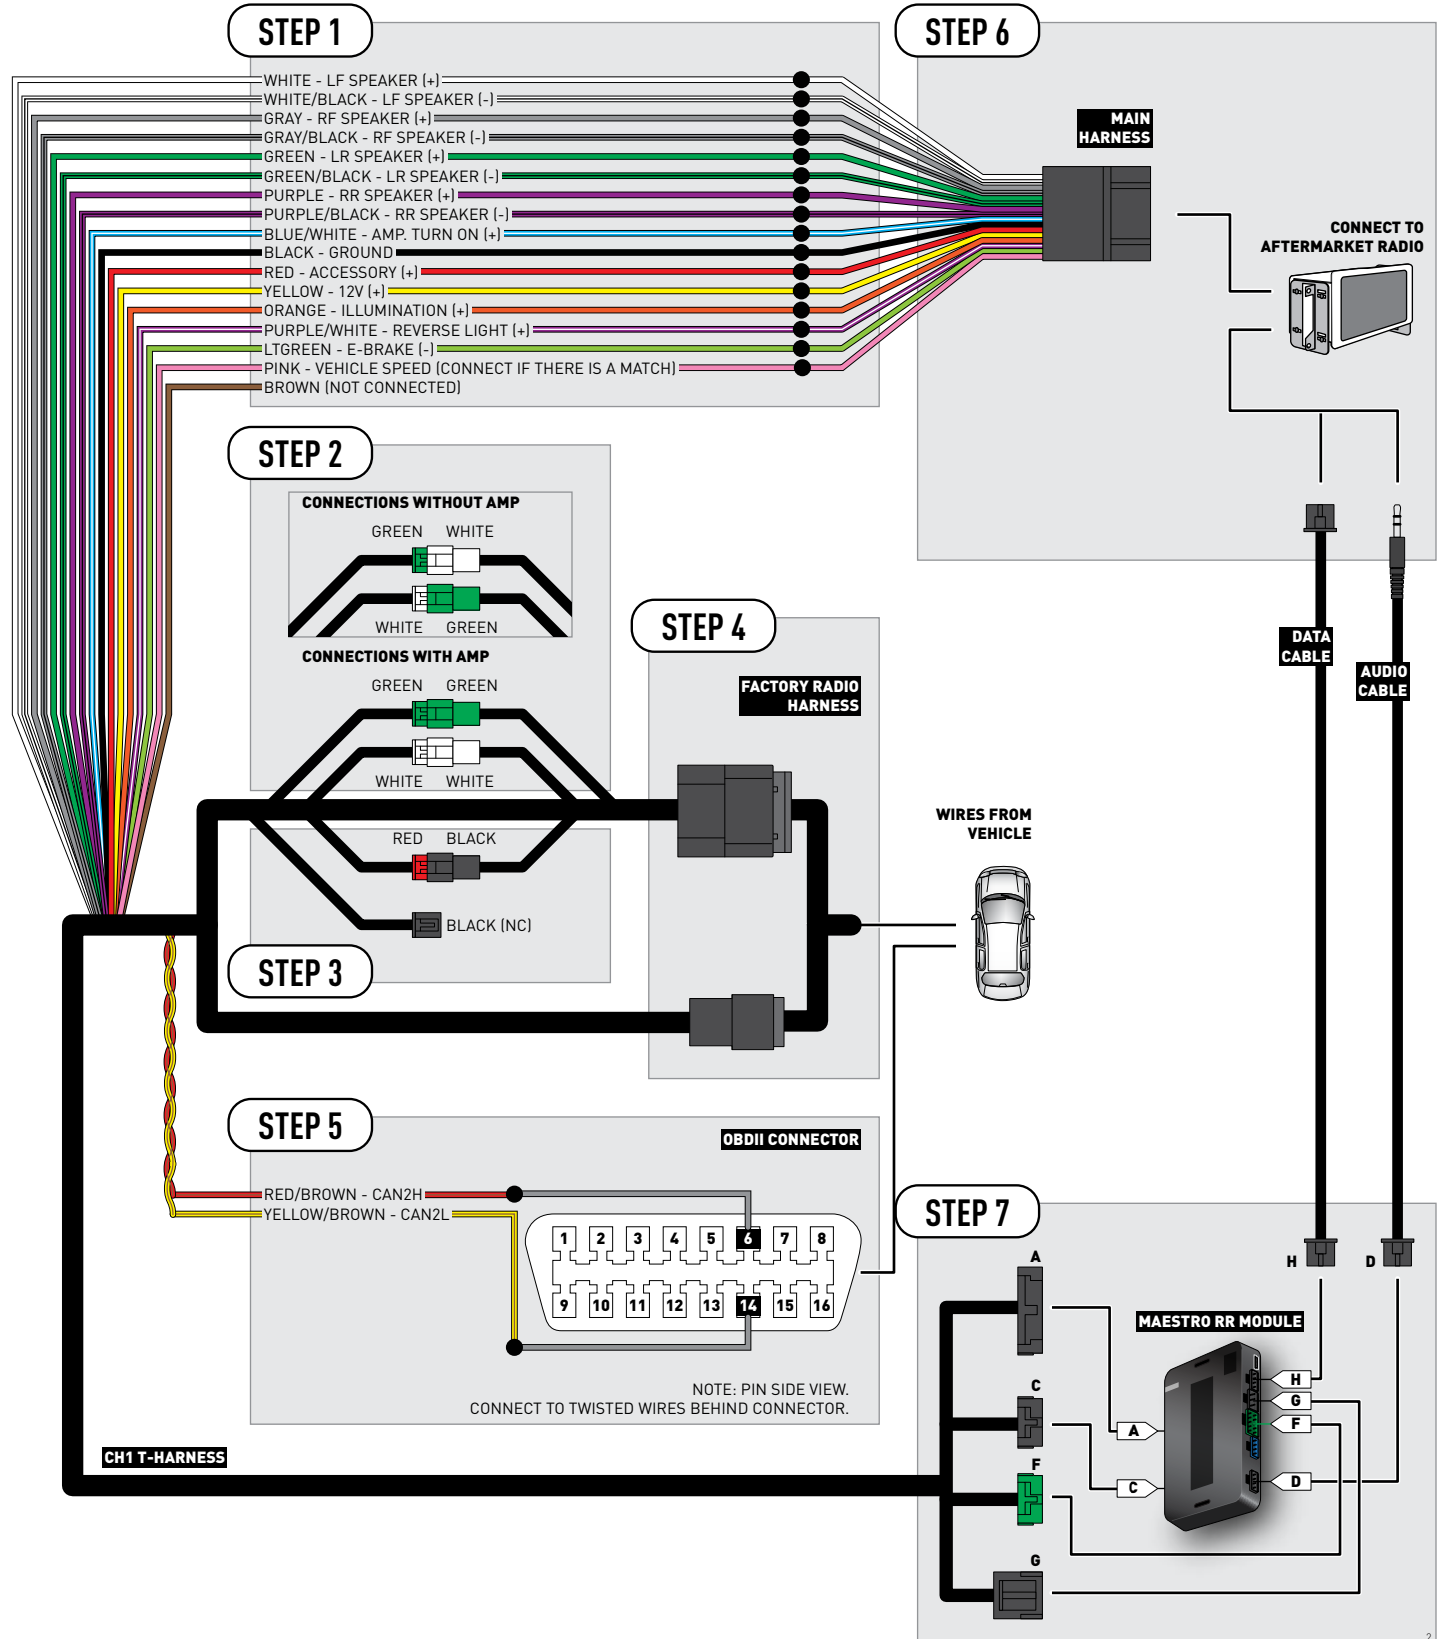 STEP 1
WHITE - LF SPEAKER (+)
WHITE/BLACK - LF SPEAKER (-)
GRAY - RF SPEAKER (+)
GRAY/BLACK - RF SPEAKER (-)
GREEN - LR SPEAKER (+)
GREEN/BLACK - LR SPEAKER (-)
PURPLE - RR SPEAKER (+)
PURPLE/BLACK - RR SPEAKER (-)
BLUE/WHITE - AMP. TURN ON (+)
BLACK - GROUND
RED - ACCESSORY (+)
YELLOW - 12V (+)
ORANGE - ILLUMINATION (+)
PURPLE/WHITE - REVERSE LIGHT (+)
LTGREEN - E-BRAKE (-)
PINK - VEHICLE SPEED (CONNECT IF THERE IS A MATCH)
BROWN (NOT CONNECTED)
STEP 6
MAIN
HARNESS
CONNECT TO
AFTERMARKET RADIO
DATA
CABLE
AUDIO
CABLE
STEP 2
CONNECTIONS WITHOUT AMP
GREEN WHITE
WHITE GREEN
CONNECTIONS WITH AMP
GREEN GREEN
WHITE WHITE
RED BLACK
BLACK (NC)
STEP 3
STEP 4
FACTORY RADIO
HARNESS
WIRES FROM
VEHICLE
STEP 5
OBDII CONNECTOR
RED/BROWN - CAN2H
YELLOW/BROWN - CAN2L
1 2 3 4 5 6 7 8
9 10 11 12 13 14 15 16
NOTE: PIN SIDE VIEW.
CONNECT TO TWISTED WIRES BEHIND CONNECTOR.
CH1 T-HARNESS
STEP 7
H D
A
MAESTRO RR MODULE
H
C
G
F
A
F
D
C
G
2